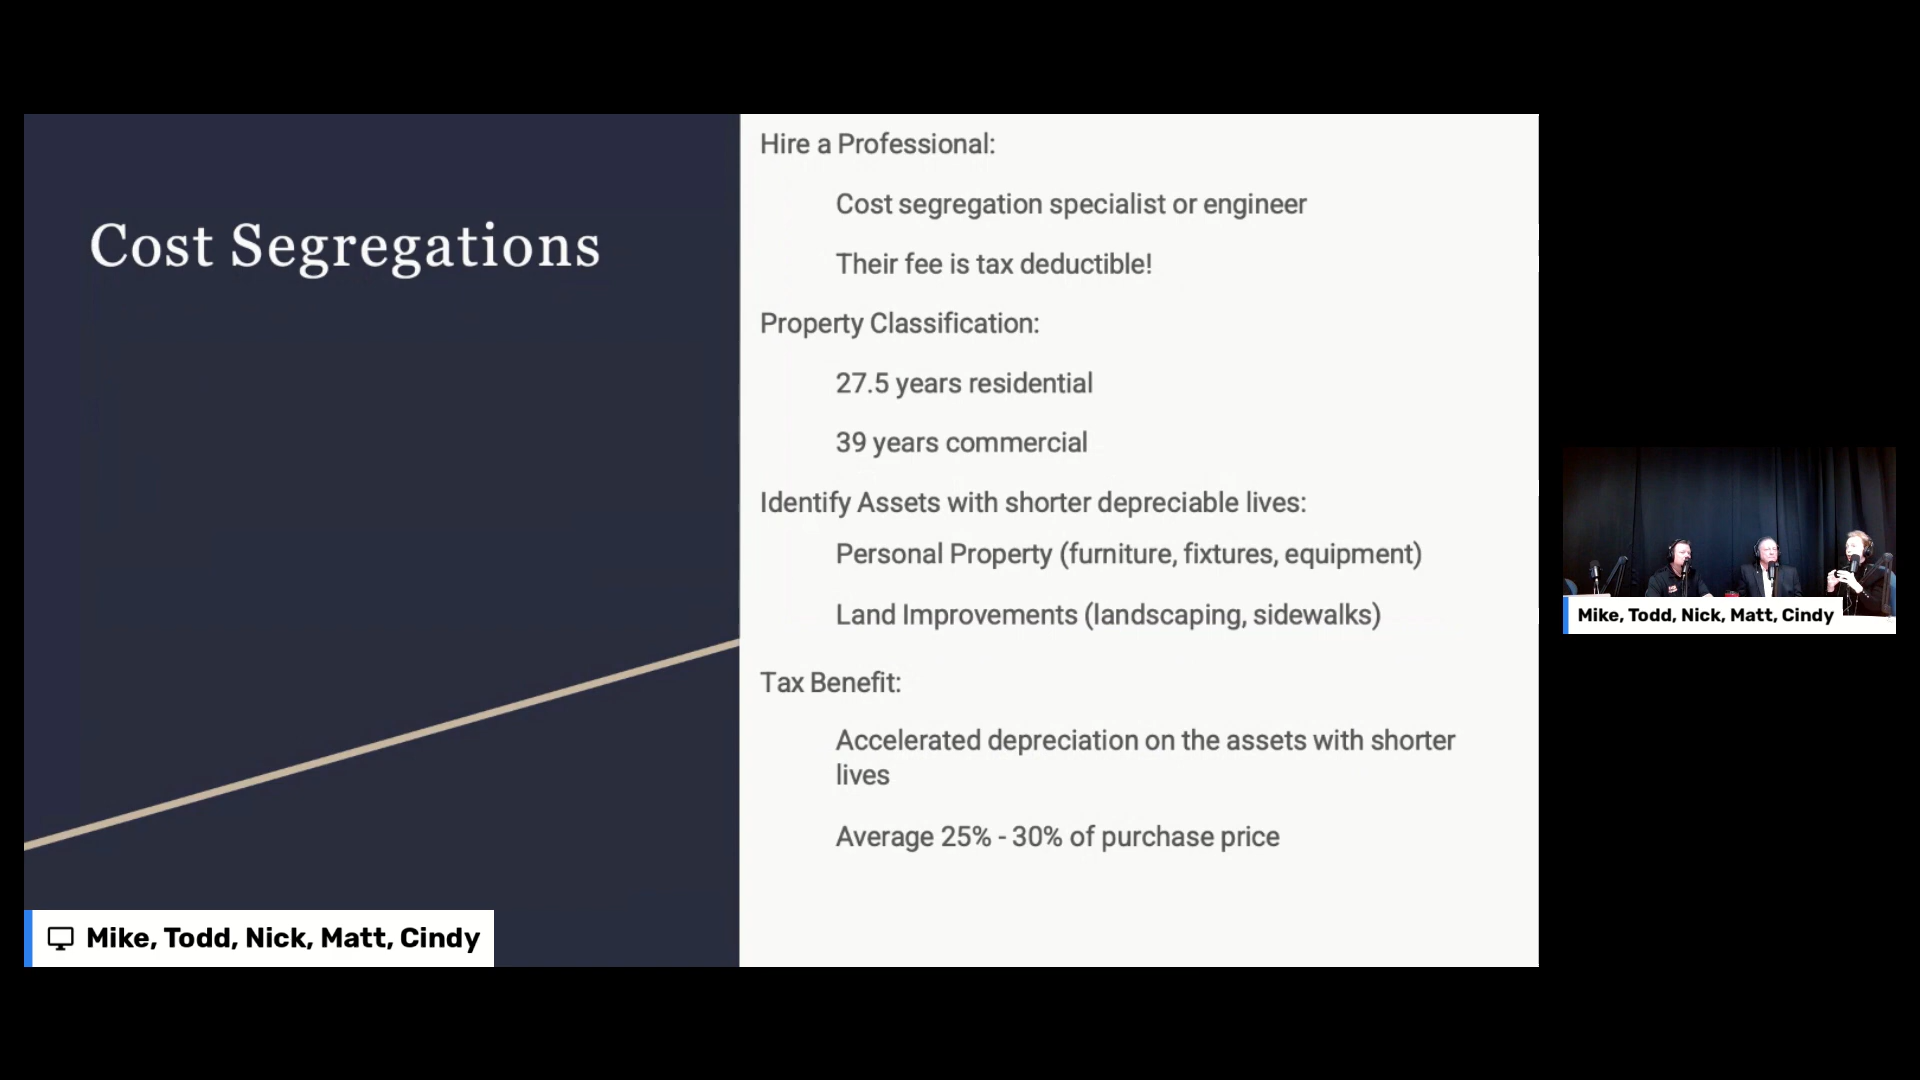 Cost Segregations
Hire a Professional:
Cost segregation specialist or engineer
Their fee is tax deductible!
Property Classification:
27.5 years residential
39 years commercial
Identify Assets with shorter depreciable lives:
Personal Property (furniture, fixtures, equipment)
Land Improvements (landscaping, sidewalks)
Tax Benefit:
Accelerated depreciation on the assets with shorter
lives
Average 25% - 30% of purchase price
Mike, Todd, Nick, Matt, Cindy
Mike, Todd, Nick, Matt, Cindy